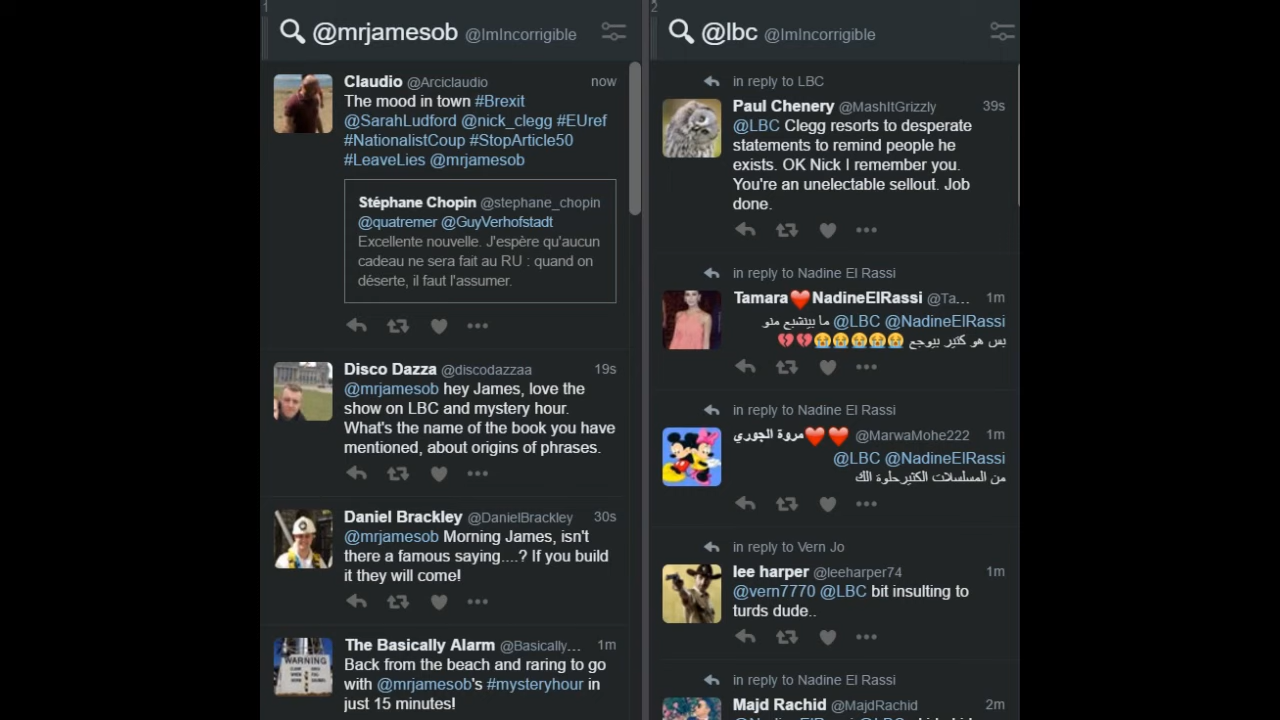 1
@mrjamesob @ImIncorrigible
Claudio @Arciclaudio now
The mood in town #Brexit
@SarahLudford @nick_clegg #EUref
#NationalistCoup #StopArticle50
#LeaveLies @mrjamesob
Stéphane Chopin @stephane_chopin
@quatremer @GuyVerhofstadt
Excellente nouvelle. J'espère qu'aucun
cadeau ne sera fait au RU : quand on
déserte, il faut l'assumer.
Disco Dazza @discodazzaa 19s
@mrjamesob hey James, love the
show on LBC and mystery hour.
What's the name of the book you have
mentioned, about origins of phrases.
Daniel Brackley @DanielBrackley 30s
@mrjamesob Morning James, isn't
there a famous saying....? If you build
it they will come!
The Basically Alarm @Basically... 1m
WARNING
Back from the beach and raring to go
with @mrjamesob's #mysteryhour in
just 15 minutes!
2
@lbc @ImIncorrigible
in reply to LBC
Paul Chenery @MashItGrizzly 39s
@LBC Clegg resorts to desperate
statements to remind people he
exists. OK Nick I remember you.
You're an unelectable sellout. Job
done.
in reply to Nadine El Rassi
Tamara❤️NadineElRassi @Ta... 1m
@NadineElRassi @LBC ما بينشبع منو
بس هو كتير بيوجع 😭😭😭😭😭💔💔
in reply to Nadine El Rassi
مروة الجوري❤️❤️ @MarwaMohe222 1m
@NadineElRassi @LBC
من المسلسلات الكتيرحلوة الك
in reply to Vern Jo
lee harper @leeharper74 1m
@vern7770 @LBC bit insulting to
turds dude..
in reply to Nadine El Rassi
Majd Rachid @MajdRachid 2m
@NadineElRassi @LBC